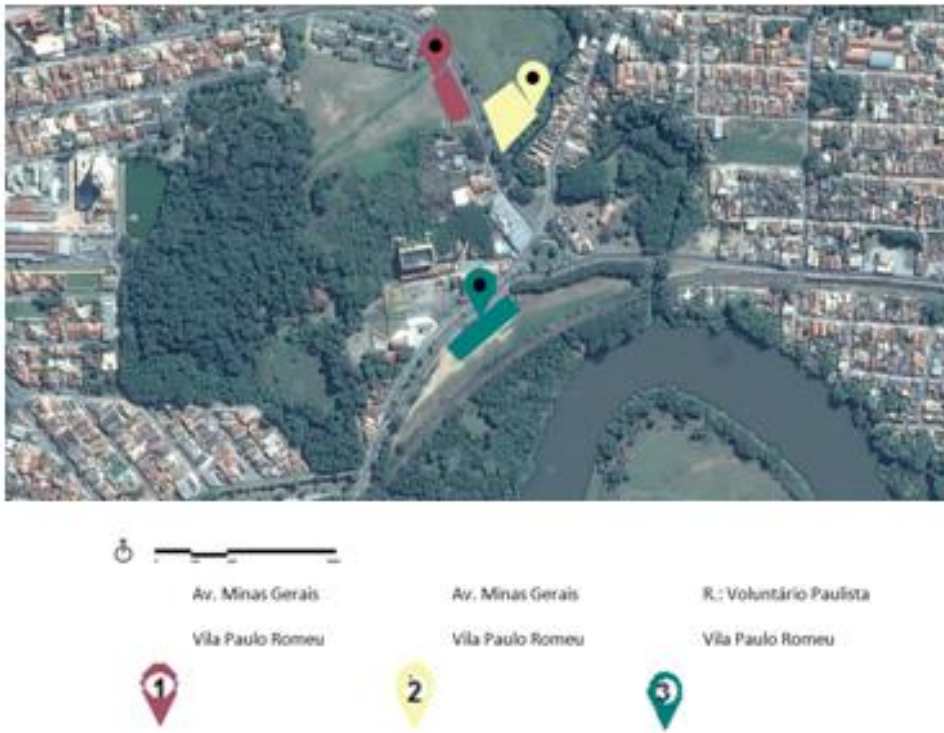 Av. Minas Gerais
Vila Paulo Romeu
1
Av. Minas Gerais
Vila Paulo Romeu
2
R.: Voluntário Paulista
Vila Paulo Romeu
3